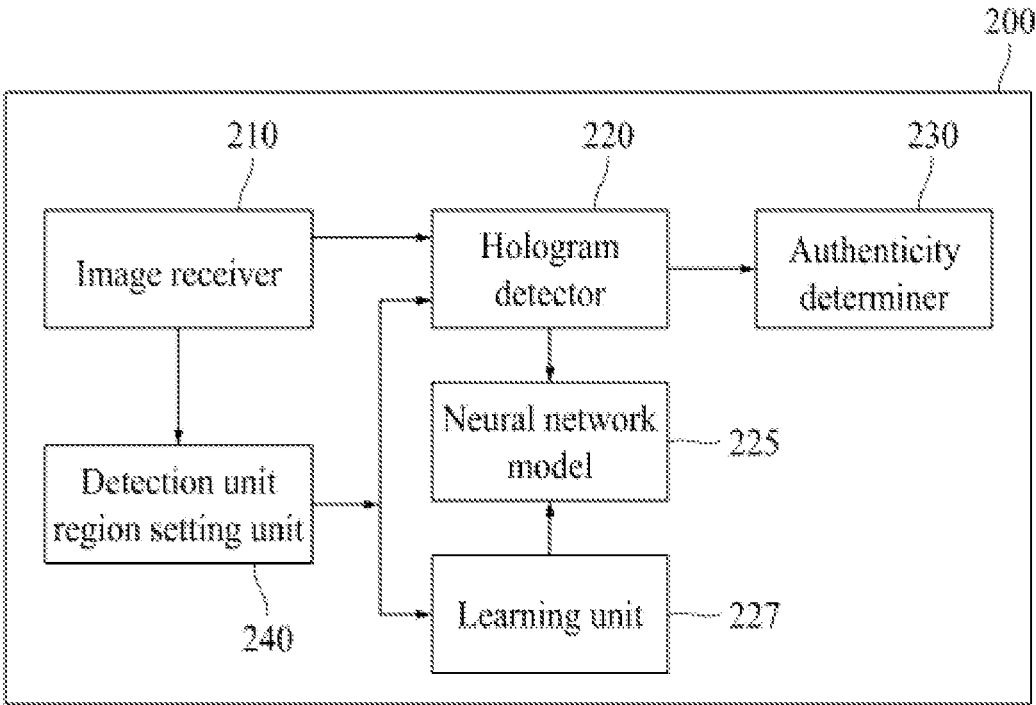 200
210
220
230
Image receiver
Hologram
detector
Authenticity
determiner
Neural network
model
225
Detection unit
region setting unit
240
Learning unit
227